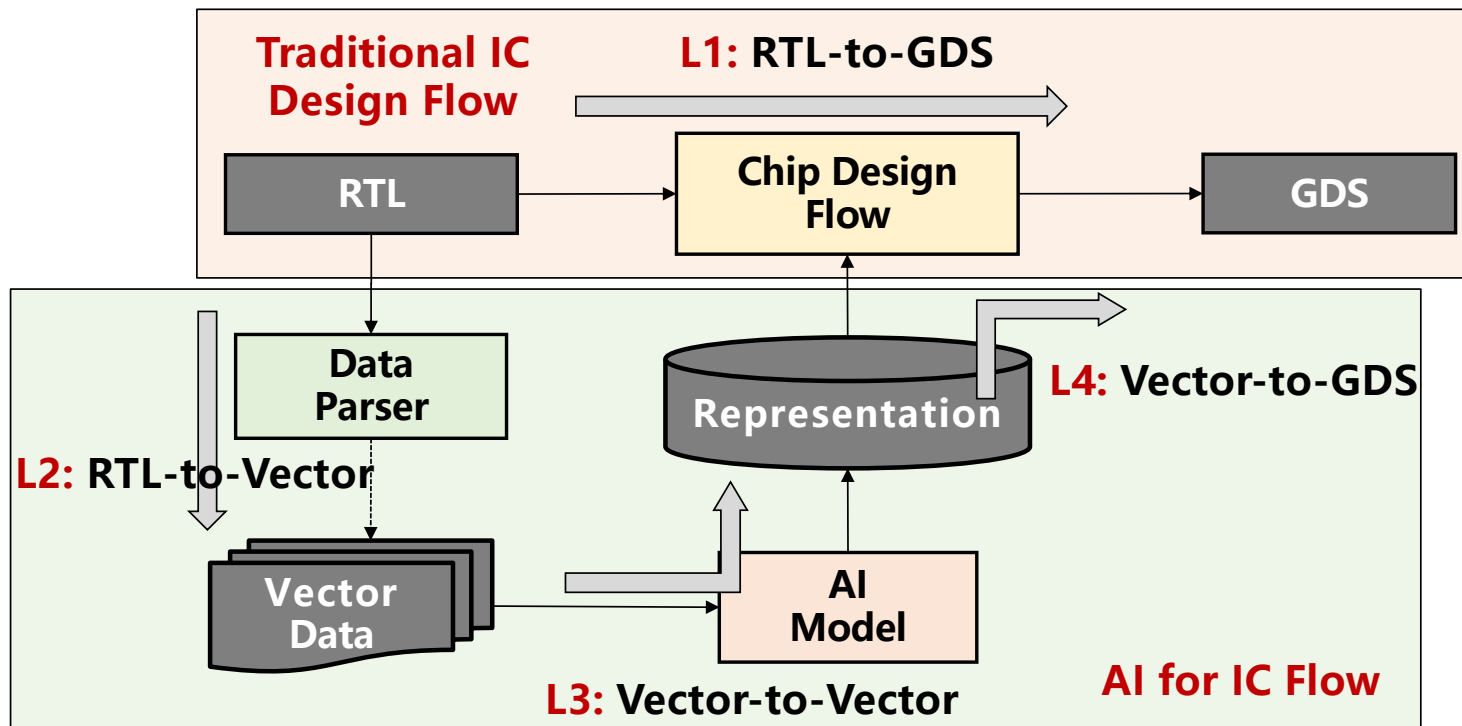 Traditional IC
Design Flow
L1: RTL-to-GDS
RTL
Chip Design
Flow
GDS
Data
Parser
Representation
L4: Vector-to-GDS
L2: RTL-to-Vector
Vector
Data
AI
Model
L3: Vector-to-Vector
AI for IC Flow